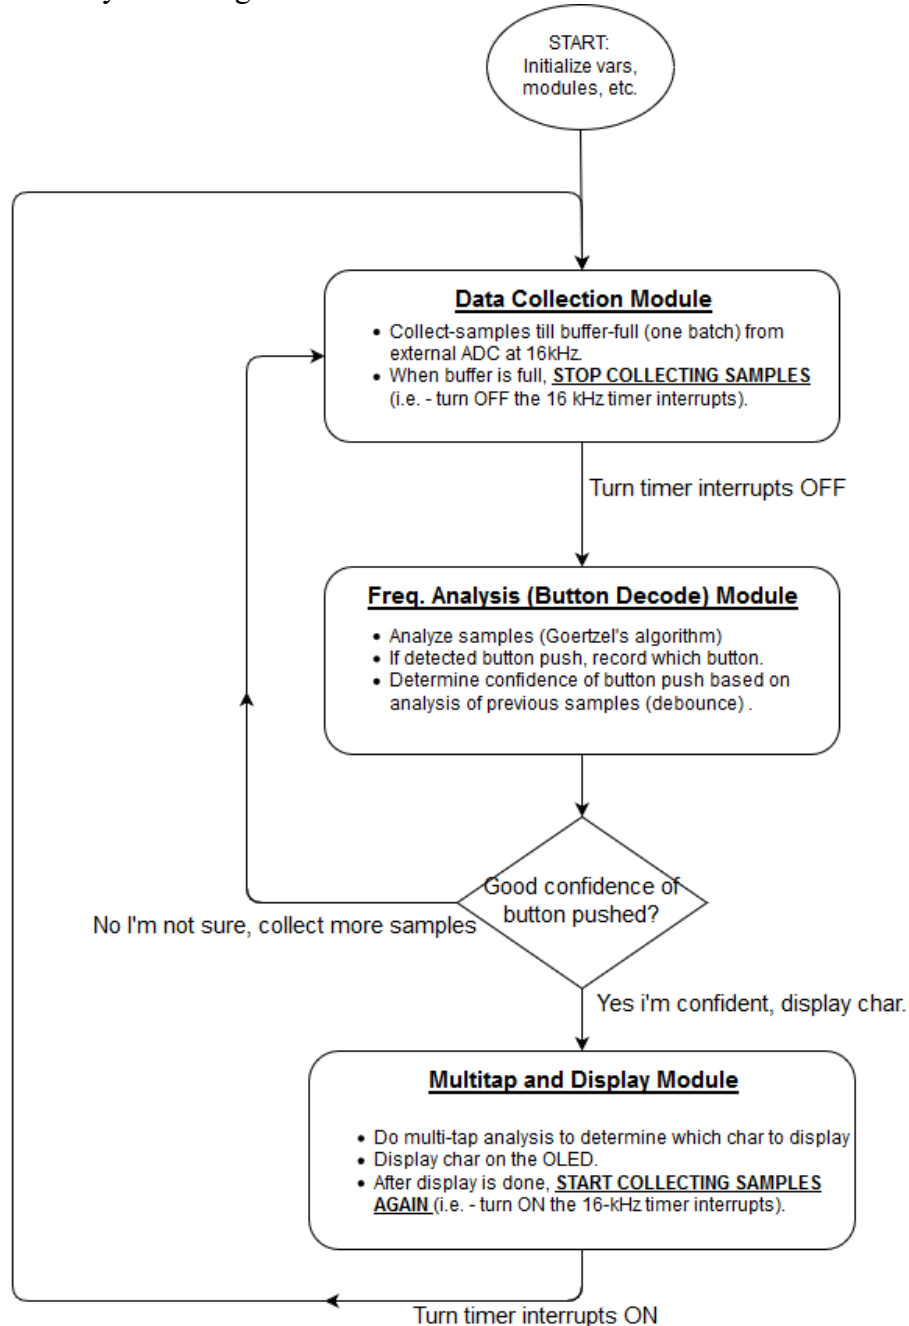 START:
Initialize vars,
modules, etc.
Data Collection Module
• Collect-samples till buffer-full (one batch) from
external ADC at 16kHz.
• When buffer is full, STOP COLLECTING SAMPLES
(i.e. - turn OFF the 16 kHz timer interrupts).
Turn timer interrupts OFF
Freq. Analysis (Button Decode) Module
• Analyze samples (Goertzel's algorithm)
• If detected button push, record which button.
• Determine confidence of button push based on
analysis of previous samples (debounce) .
Good confidence of
button pushed?
No I'm not sure, collect more samples
Yes i'm confident, display char.
Multitap and Display Module
• Do multi-tap analysis to determine which char to display
• Display char on the OLED.
• After display is done, START COLLECTING SAMPLES
AGAIN (i.e. - turn ON the 16-kHz timer interrupts).
Turn timer interrupts ON